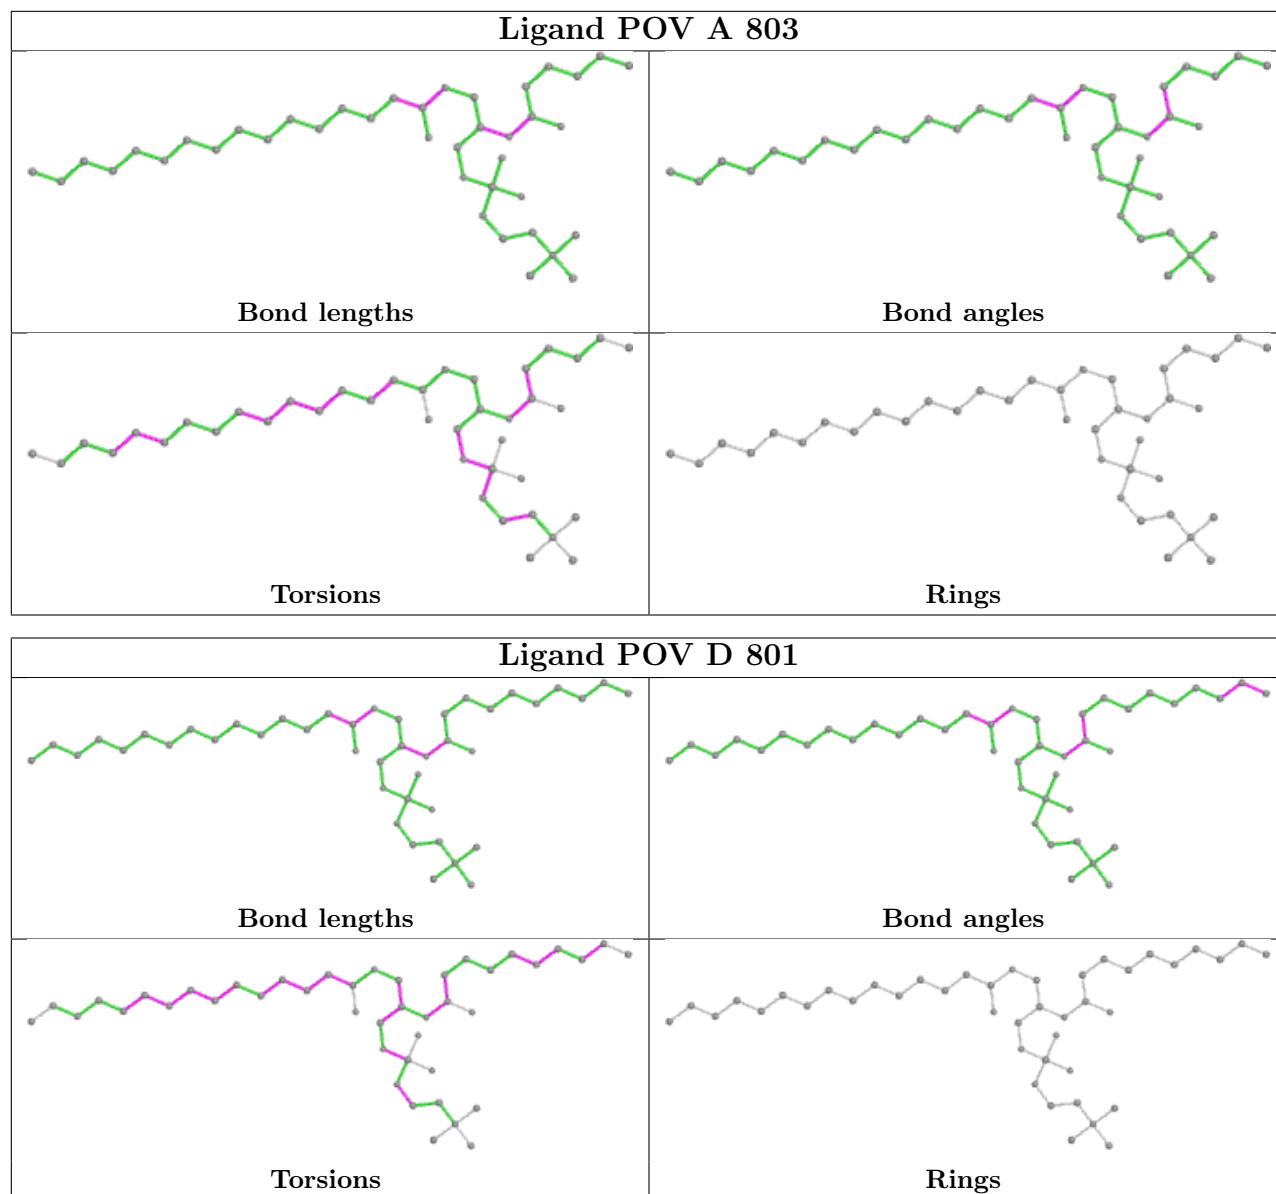 Ligand POV A 803
Bond lengths
Bond angles
Torsions
Rings
Ligand POV D 801
Bond lengths
Bond angles
Torsions
Rings